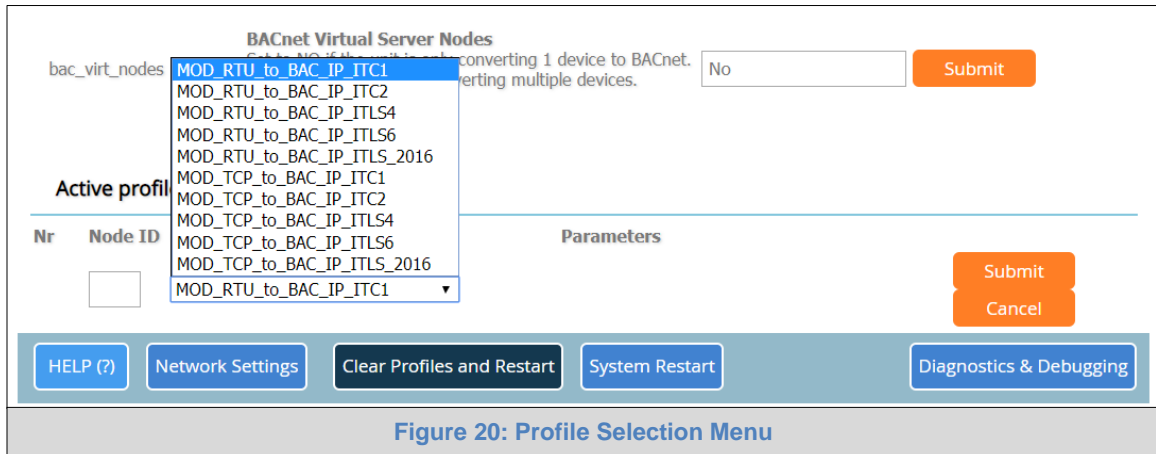 BACnet Virtual Server Nodes
bac_virt_nodes
converting 1 device to BACnet.
verting multiple devices.
No
Submit
MOD_RTU_to_BAC_IP_ITC1
MOD_RTU_to_BAC_IP_ITC2
MOD_RTU_to_BAC_IP_ITLS4
MOD_RTU_to_BAC_IP_ITLS6
MOD_RTU_to_BAC_IP_ITLS_2016
MOD_TCP_to_BAC_IP_ITC1
MOD_TCP_to_BAC_IP_ITC2
MOD_TCP_to_BAC_IP_ITLS4
MOD_TCP_to_BAC_IP_ITLS6
MOD_TCP_to_BAC_IP_ITLS_2016
Active profil
Nr Node ID Parameters
MOD_RTU_to_BAC_IP_ITC1
Submit
Cancel
HELP (?) Network Settings Clear Profiles and Restart System Restart Diagnostics & Debugging
Figure 20: Profile Selection Menu